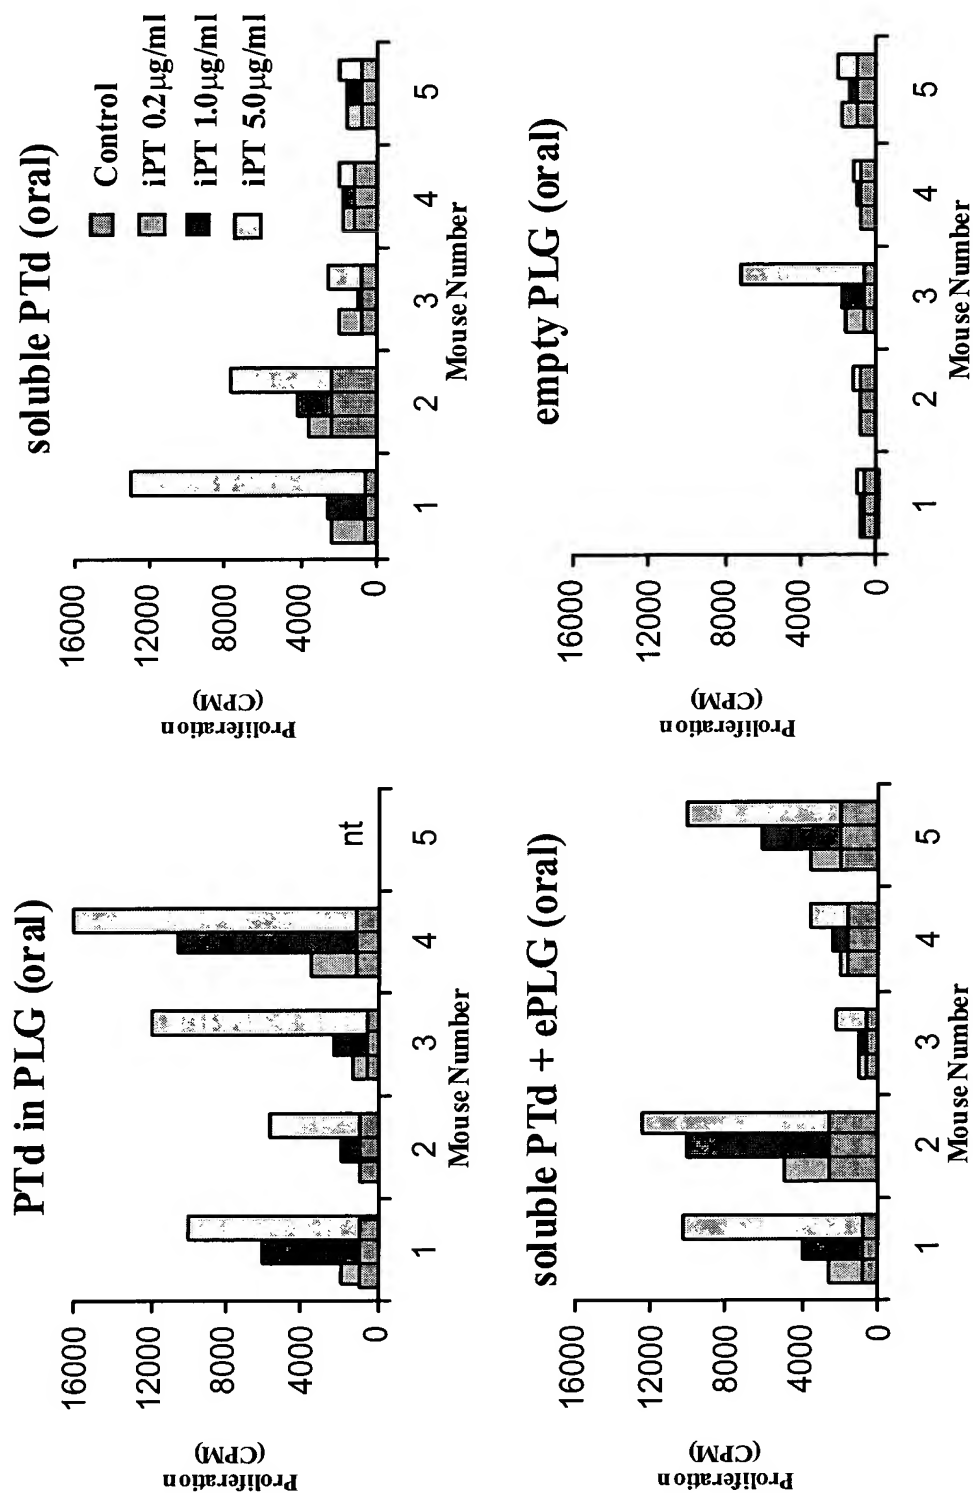 PTd in PLG (oral)
Proliferation
(CPM)
16000
12000
8000
4000
0
nt
1 2 3 4 5
Mouse Number
soluble PTd (oral)
Control
iPT 0.2µg/ml
iPT 1.0µg/ml
iPT 5.0µg/ml
Proliferation
(CPM)
16000
12000
8000
4000
0
1 2 3 4 5
Mouse Number
soluble PTd + ePLG (oral)
Proliferation
(CPM)
16000
12000
8000
4000
0
1 2 3 4 5
Mouse Number
empty PLG (oral)
Proliferation
(CPM)
16000
12000
8000
4000
0
1 2 3 4 5
Mouse Number